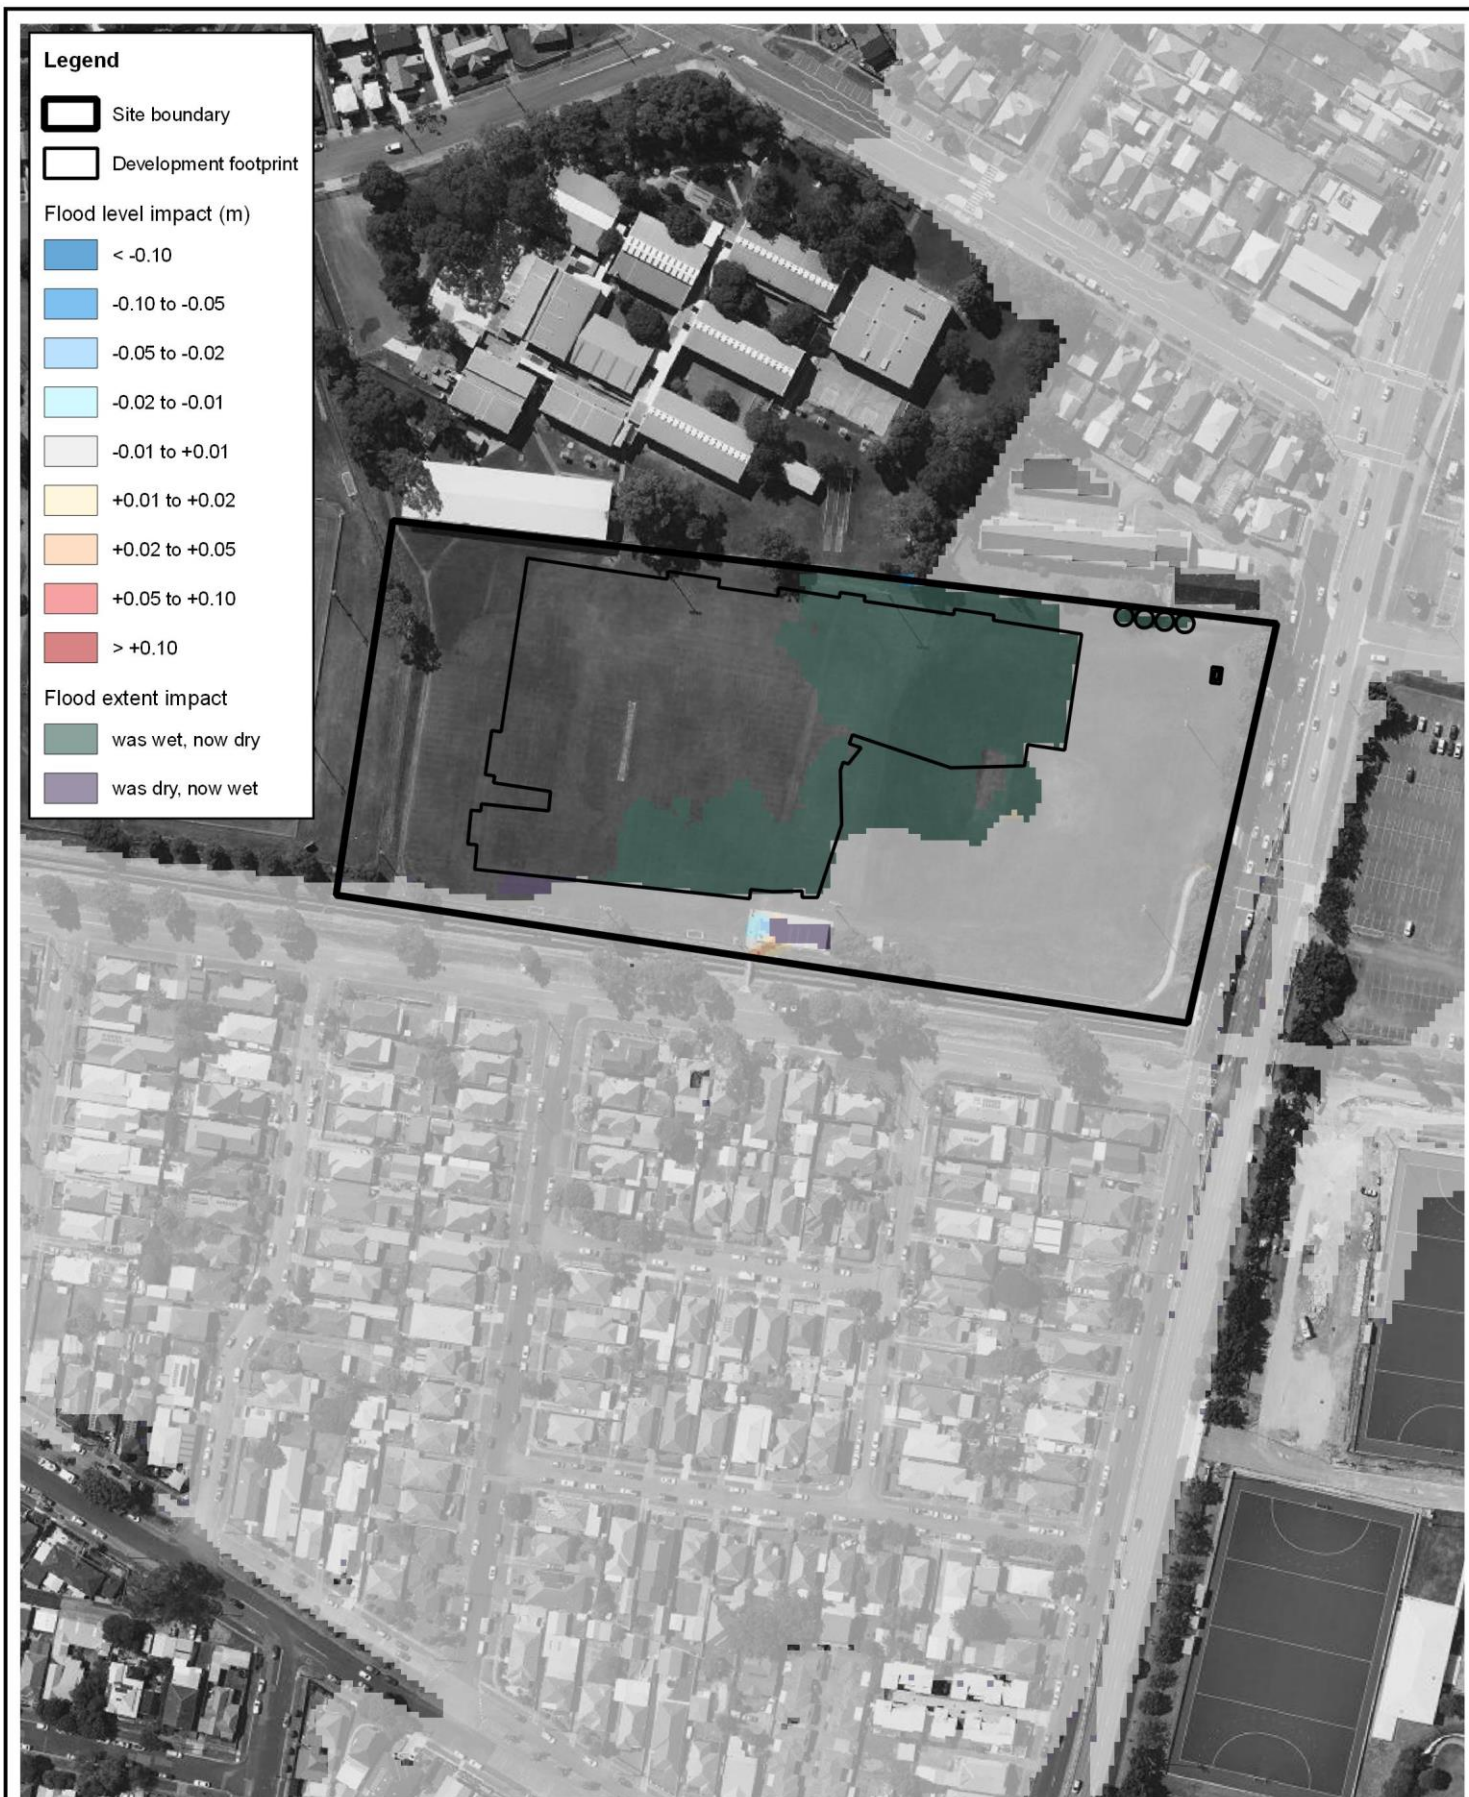 Legend
Site boundary
Development footprint
Flood level impact (m)
< -0.10
-0.10 to -0.05
-0.05 to -0.02
-0.02 to -0.01
-0.01 to +0.01
+0.01 to +0.02
+0.02 to +0.05
+0.05 to +0.10
> +0.10
Flood extent impact
was wet, now dry
was dry, now wet